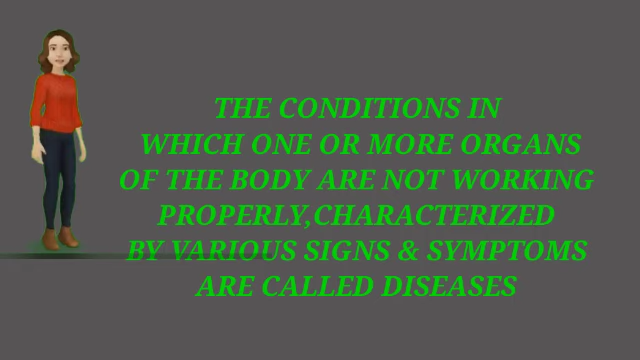 THE CONDITIONS IN
WHICH ONE OR MORE ORGANS
OF THE BODY ARE NOT WORKING
PROPERLY,CHARACTERIZED
BY VARIOUS SIGNS & SYMPTOMS
ARE CALLED DISEASES